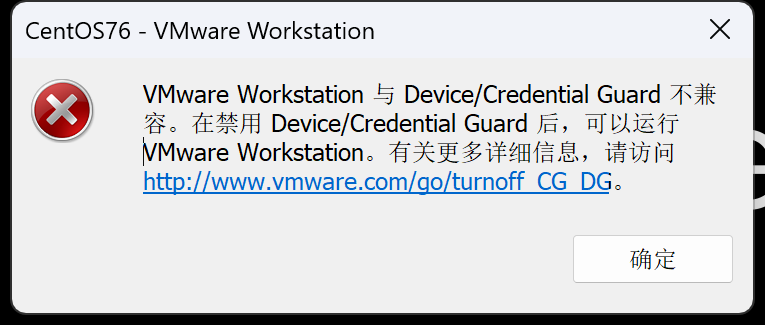 CentOS76 - VMware Workstation
VMware Workstation 与 Device/Credential Guard 不兼
容。在禁用 Device/Credential Guard 后，可以运行
VMware Workstation。有关更多详细信息，请访问
http://www.vmware.com/go/turnoff_CG_DG。
确定